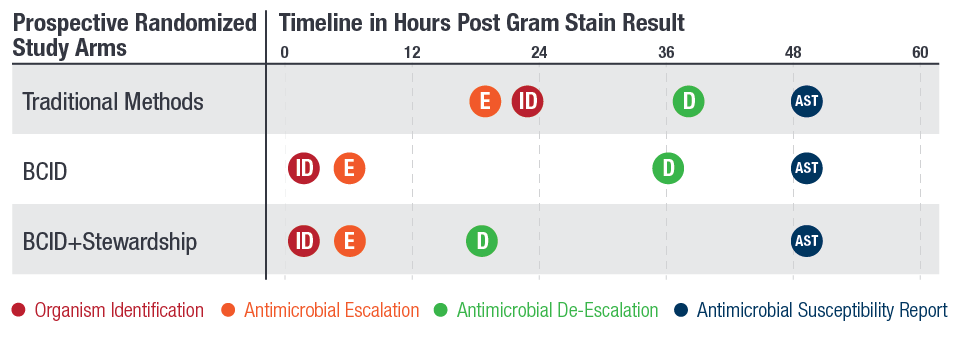 Prospective Randomized
Study Arms
Timeline in Hours Post Gram Stain Result
0 12 24 36 48 60
Traditional Methods E ID D AST
BCID ID E D AST
BCID+Stewardship ID E D AST
Organism Identification Antimicrobial Escalation Antimicrobial De-Escalation Antimicrobial Susceptibility Report